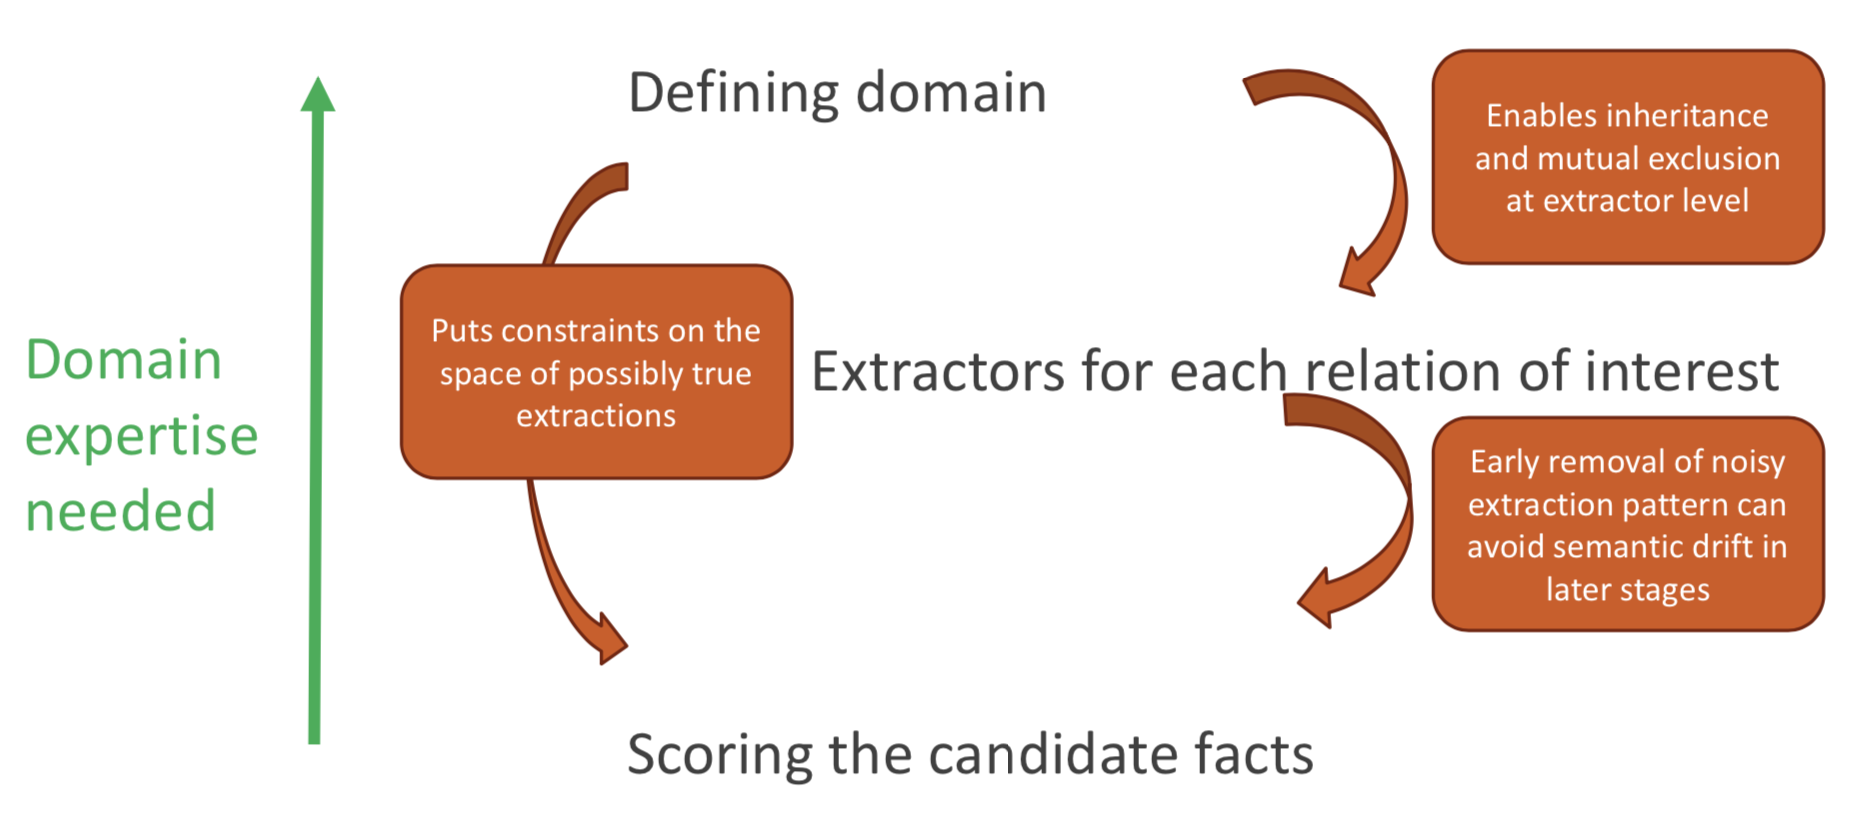 Defining domain
Enables inheritance
and mutual exclusion
at extractor level
Domain
expertise
needed
Puts constraints on the
space of possibly true
extractions
Extractors for each relation of interest
Early removal of noisy
extraction pattern can
avoid semantic drift in
later stages
Scoring the candidate facts